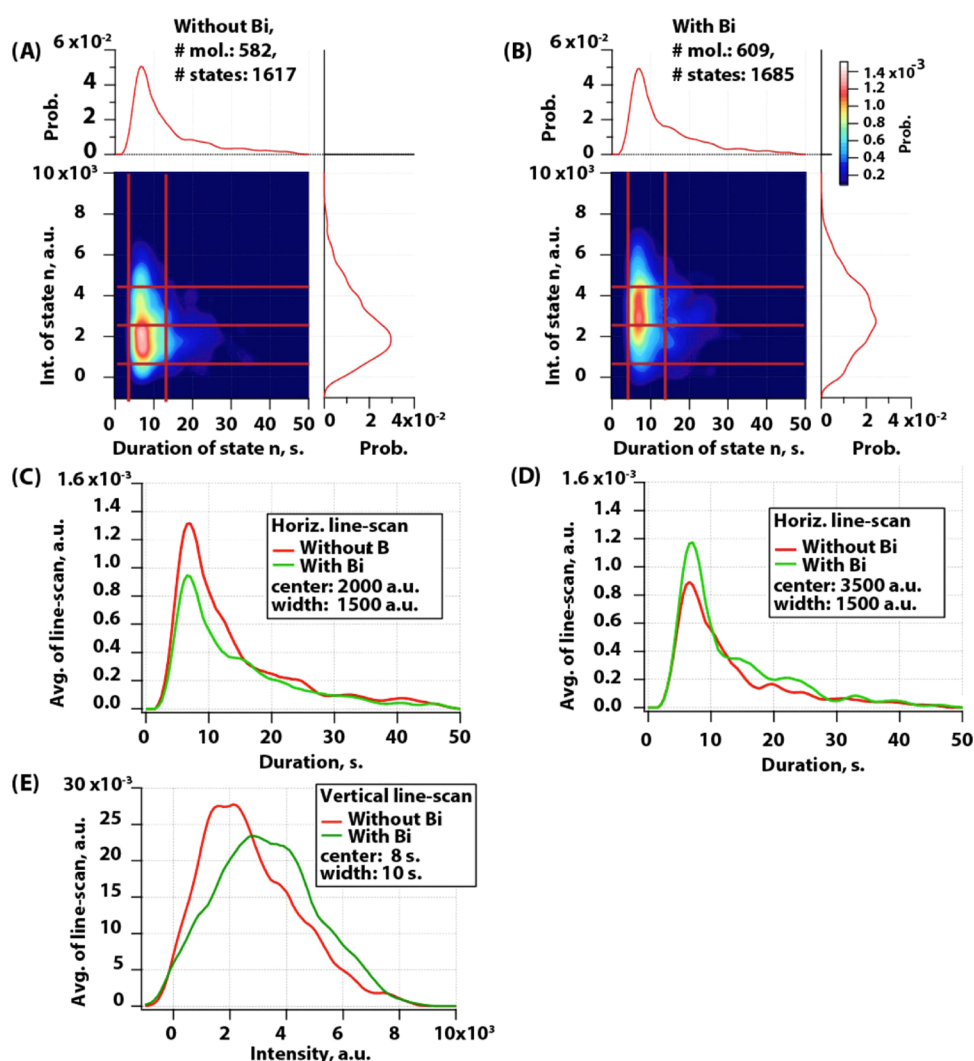 (A)
Without Bi,
# mol.: 582,
# states: 1617
6 x10-2
4
2
0
Prob.
10 x10³
8
6
4
2
0
Int. of state n, a.u.
0 10 20 30 40 50
Duration of state n, s.
0 2 4 x10-2
Prob.
(B)
With Bi
# mol.: 609,
# states: 1685
6 x10-2
4
2
0
Prob.
1.4 x10-3
1.2
1.0
0.8
0.6
0.4
0.2
Prob.
10 x10³
8
6
4
2
0
Int. of state n, a.u.
0 10 20 30 40 50
Duration of state n, s.
0 2 4 x10-2
Prob.
(C)
1.6 x10-3
1.4
1.2
1.0
0.8
0.6
0.4
0.2
0.0
Avg. of line-scan, a.u.
Horiz. line-scan
Without B
With Bi
center: 2000 a.u.
width: 1500 a.u.
0 10 20 30 40 50
Duration, s.
(D)
1.6 x10-3
1.4
1.2
1.0
0.8
0.6
0.4
0.2
0.0
Avg. of line-scan, a.u.
Horiz. line-scan
Without Bi
With Bi
center: 3500 a.u.
width: 1500 a.u.
0 10 20 30 40 50
Duration, s.
(E)
30 x10-3
25
20
15
10
5
0
Avg. of line-scan, a.u.
Vertical line-scan
Without Bi
With Bi
center: 8 s.
width: 10 s.
0 2 4 6 8 10x10³
Intensity, a.u.